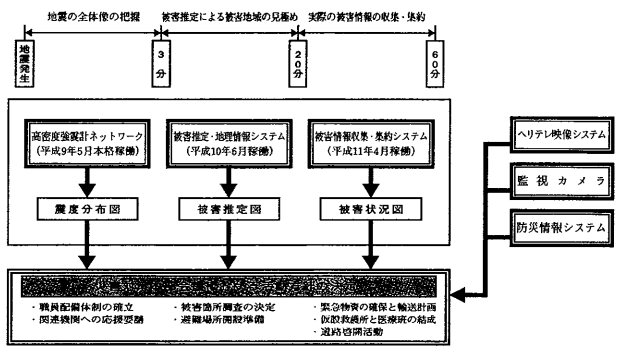 地震の全体像の把握
被害推定による被害地域の見極め
実際の被害情報の収集・集約
地震発生
3分
20分
60分
高密度強震計ネットワーク
(平成9年5月本格稼働)
被害推定・地理情報システム
(平成10年6月稼働)
被害情報収集・集約システム
(平成11年4月稼働)
震度分布図
被害推定図
被害状況図
ヘリテレ映像システム
監視カメラ
防災情報システム
・職員配備体制の確立
・関連機関への応援要請
・被害箇所調査の決定
・避難場所開設準備
・緊急物資の確保と輸送計画
・仮設救護所と医療班の結成
・道路啓開活動